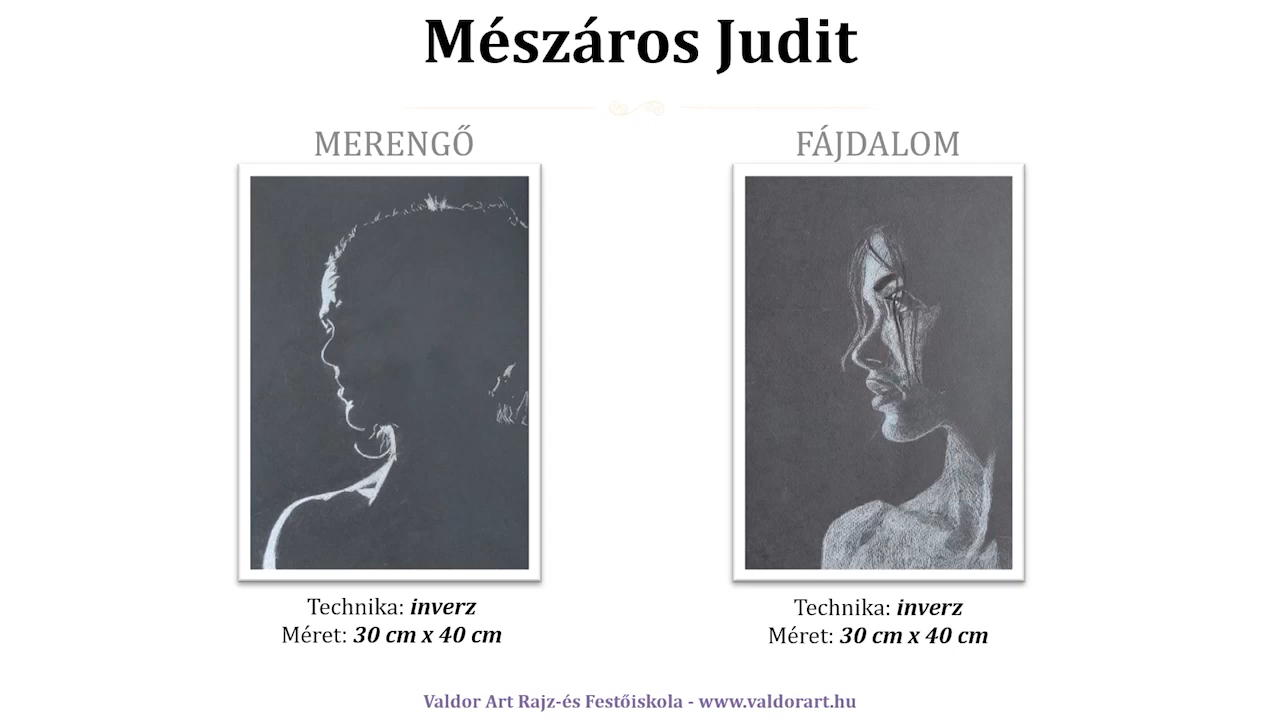 Mészáros Judit
MERENGŐ
Technika: inverz
Méret: 30 cm x 40 cm
FÁJDALOM
Technika: inverz
Méret: 30 cm x 40 cm
Valdor Art Rajz-és Festőiskola - www.valdorart.hu